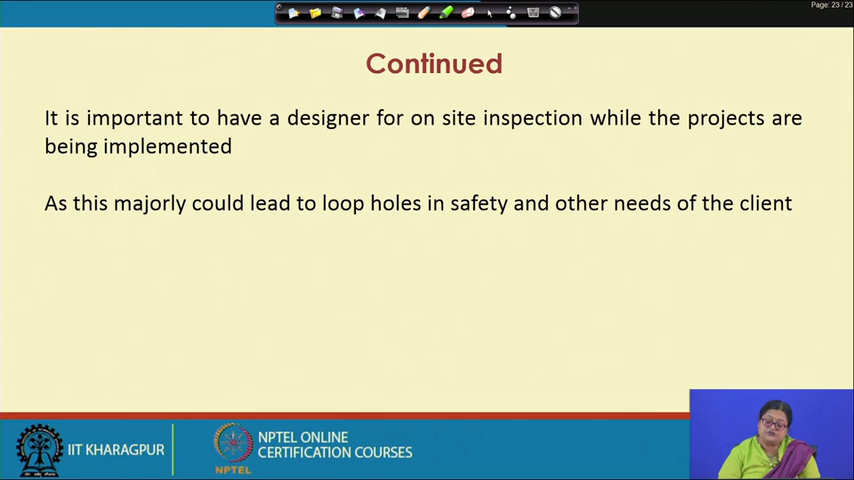 Page: 23 / 23
Continued
It is important to have a designer for on site inspection while the projects are
being implemented
As this majorly could lead to loop holes in safety and other needs of the client
IIT KHARAGPUR
NPTEL
NPTEL ONLINE
CERTIFICATION COURSES